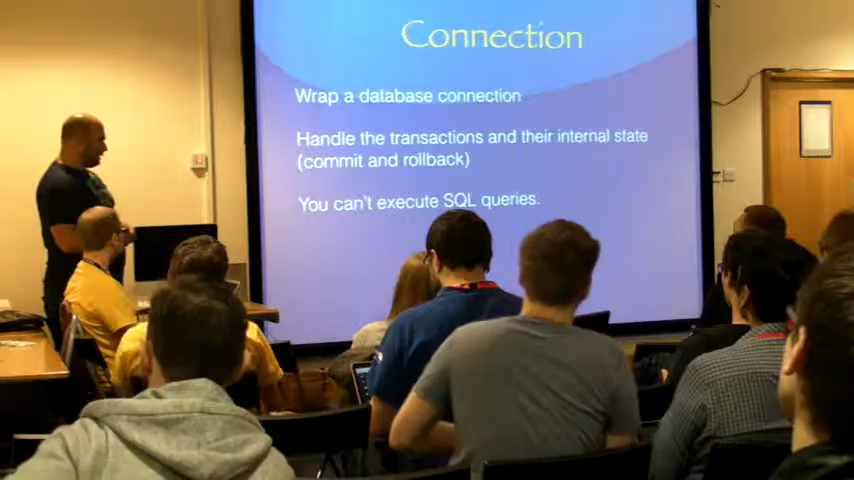 Connection
Wrap a database connection
Handle the transactions and their internal state
(commit and rollback)
You can't execute SQL queries.